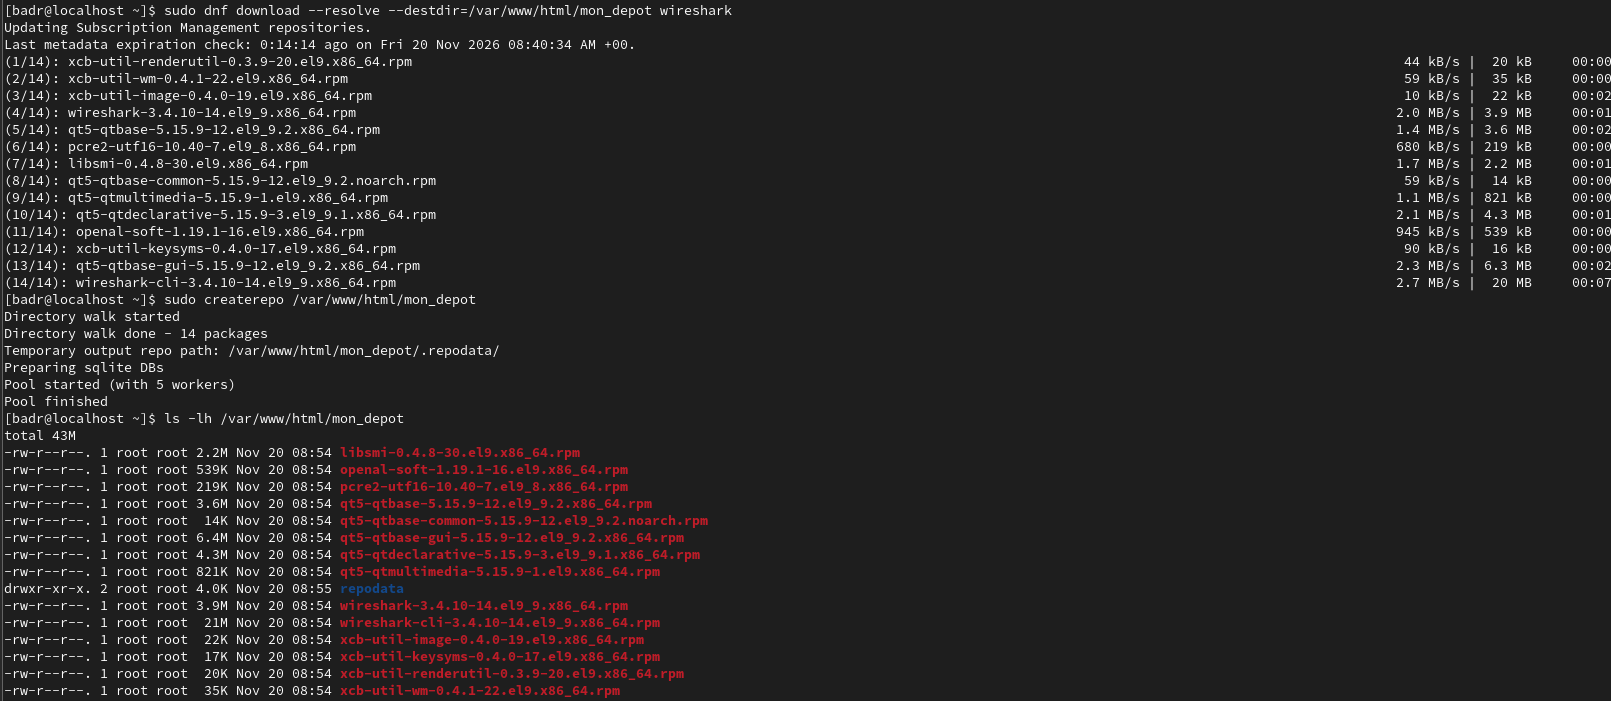 [badr@localhost ~]$ sudo dnf download --resolve --destdir=/var/www/html/mon_depot wireshark
Updating Subscription Management repositories.
Last metadata expiration check: 0:14:14 ago on Fri 20 Nov 2026 08:40:34 AM +00.
(1/14): xcb-util-renderutil-0.3.9-20.el9.x86_64.rpm 44 kB/s | 20 kB 00:00
(2/14): xcb-util-wm-0.4.1-22.el9.x86_64.rpm 59 kB/s | 35 kB 00:00
(3/14): xcb-util-image-0.4.0-19.el9.x86_64.rpm 10 kB/s | 22 kB 00:02
(4/14): wireshark-3.4.10-14.el9_9.x86_64.rpm 2.0 MB/s | 3.9 MB 00:01
(5/14): qt5-qtbase-5.15.9-12.el9_9.2.x86_64.rpm 1.4 MB/s | 3.6 MB 00:02
(6/14): pcre2-utf16-10.40-7.el9_8.x86_64.rpm 680 kB/s | 219 kB 00:00
(7/14): libsmi-0.4.8-30.el9.x86_64.rpm 1.7 MB/s | 2.2 MB 00:01
(8/14): qt5-qtbase-common-5.15.9-12.el9_9.2.noarch.rpm 59 kB/s | 14 kB 00:00
(9/14): qt5-qtmultimedia-5.15.9-1.el9.x86_64.rpm 1.1 MB/s | 821 kB 00:00
(10/14): qt5-qtdeclarative-5.15.9-3.el9_9.1.x86_64.rpm 2.1 MB/s | 4.3 MB 00:01
(11/14): openal-soft-1.19.1-16.el9.x86_64.rpm 945 kB/s | 539 kB 00:00
(12/14): xcb-util-keysyms-0.4.0-17.el9.x86_64.rpm 90 kB/s | 16 kB 00:00
(13/14): qt5-qtbase-gui-5.15.9-12.el9_9.2.x86_64.rpm 2.3 MB/s | 6.3 MB 00:02
(14/14): wireshark-cli-3.4.10-14.el9_9.x86_64.rpm 2.7 MB/s | 20 MB 00:07
[badr@localhost ~]$ sudo createrepo /var/www/html/mon_depot
Directory walk started
Directory walk done - 14 packages
Temporary output repo path: /var/www/html/mon_depot/.repodata/
Preparing sqlite DBs
Pool started (with 5 workers)
Pool finished
[badr@localhost ~]$ ls -lh /var/www/html/mon_depot
total 43M
-rw-r--r--. 1 root root 2.2M Nov 20 08:54 libsmi-0.4.8-30.el9.x86_64.rpm
-rw-r--r--. 1 root root 539K Nov 20 08:54 openal-soft-1.19.1-16.el9.x86_64.rpm
-rw-r--r--. 1 root root 219K Nov 20 08:54 pcre2-utf16-10.40-7.el9_8.x86_64.rpm
-rw-r--r--. 1 root root 3.6M Nov 20 08:54 qt5-qtbase-5.15.9-12.el9_9.2.x86_64.rpm
-rw-r--r--. 1 root root 14K Nov 20 08:54 qt5-qtbase-common-5.15.9-12.el9_9.2.noarch.rpm
-rw-r--r--. 1 root root 6.4M Nov 20 08:54 qt5-qtbase-gui-5.15.9-12.el9_9.2.x86_64.rpm
-rw-r--r--. 1 root root 4.3M Nov 20 08:54 qt5-qtdeclarative-5.15.9-3.el9_9.1.x86_64.rpm
-rw-r--r--. 1 root root 821K Nov 20 08:54 qt5-qtmultimedia-5.15.9-1.el9.x86_64.rpm
drwxr-xr-x. 2 root root 4.0K Nov 20 08:55 repodata
-rw-r--r--. 1 root root 3.9M Nov 20 08:54 wireshark-3.4.10-14.el9_9.x86_64.rpm
-rw-r--r--. 1 root root 21M Nov 20 08:54 wireshark-cli-3.4.10-14.el9_9.x86_64.rpm
-rw-r--r--. 1 root root 22K Nov 20 08:54 xcb-util-image-0.4.0-19.el9.x86_64.rpm
-rw-r--r--. 1 root root 17K Nov 20 08:54 xcb-util-keysyms-0.4.0-17.el9.x86_64.rpm
-rw-r--r--. 1 root root 20K Nov 20 08:54 xcb-util-renderutil-0.3.9-20.el9.x86_64.rpm
-rw-r--r--. 1 root root 35K Nov 20 08:54 xcb-util-wm-0.4.1-22.el9.x86_64.rpm